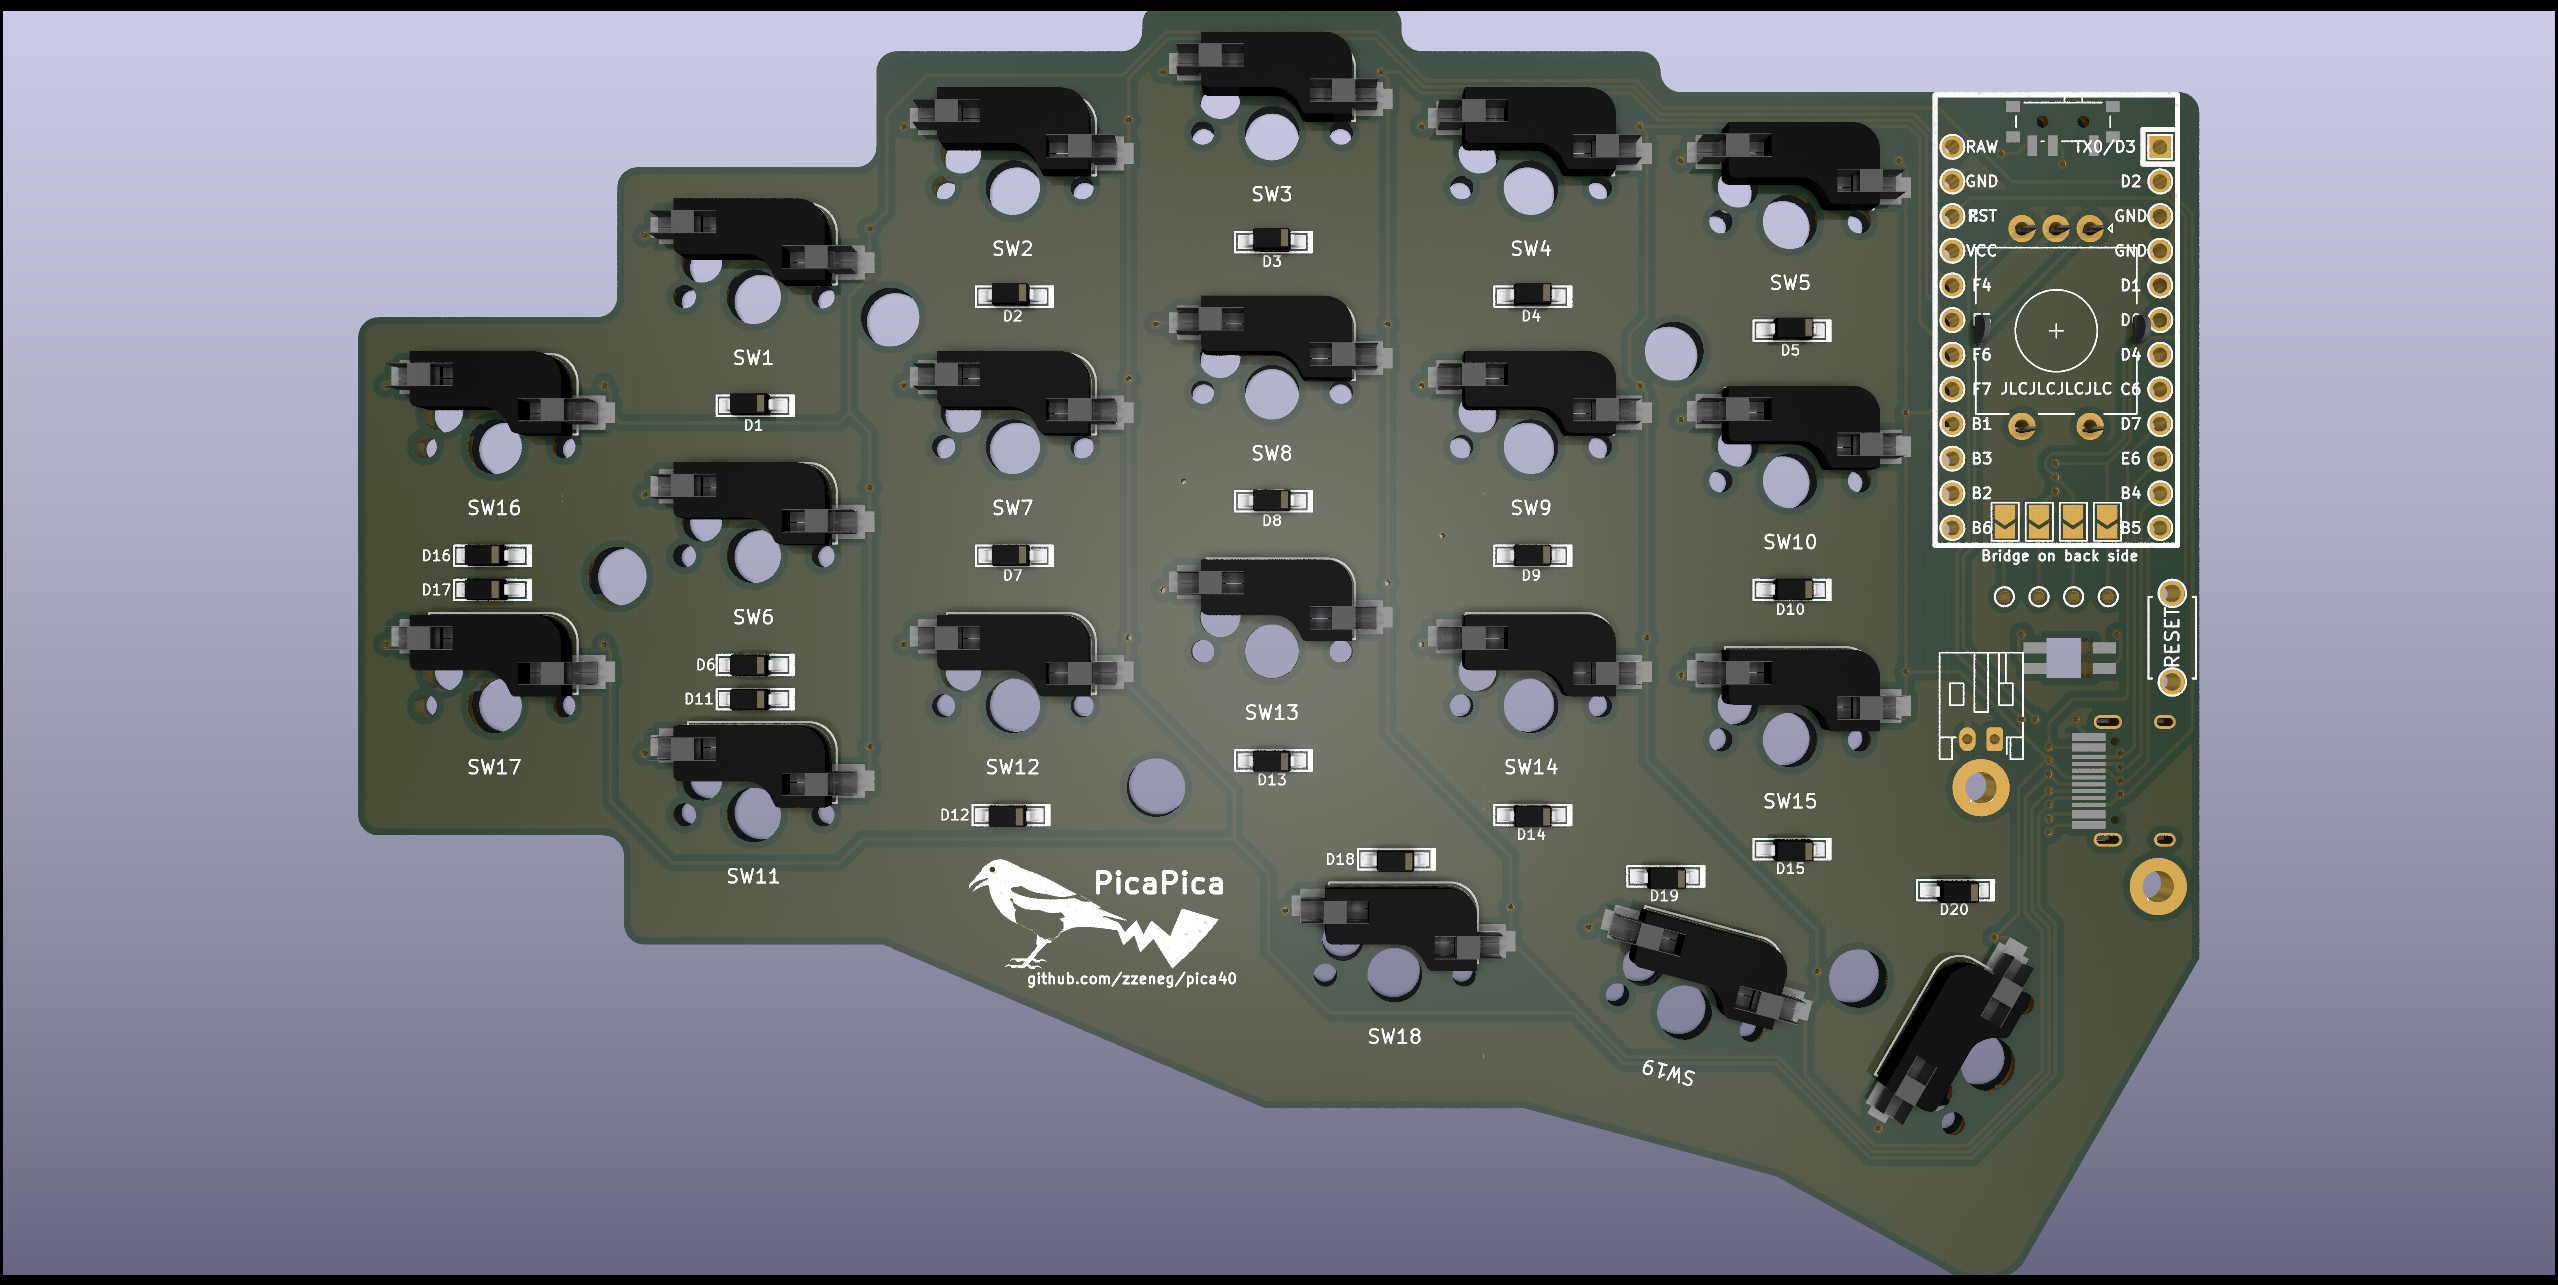 SW3
D3
SW2
D2
SW4
D4
SW5
D5
SW1
D1
SW16
D16
D17
SW17
SW6
D6
D11
SW11
SW7
D7
SW12
D12
SW8
D8
SW13
D13
SW9
D9
SW14
D14
SW10
D10
SW15
D15
D18
SW18
D19
SW19
D20
RAW TX0/D3
GND D2
RST GND
VCC GND
F4 D1
F6 D4
F7 JLCJLCJLCJLC C6
B1 D7
B3 E6
B2 B4
B6 B5
Bridge on back side
RESET
PicaPica
github.com/zzeneg/pica40